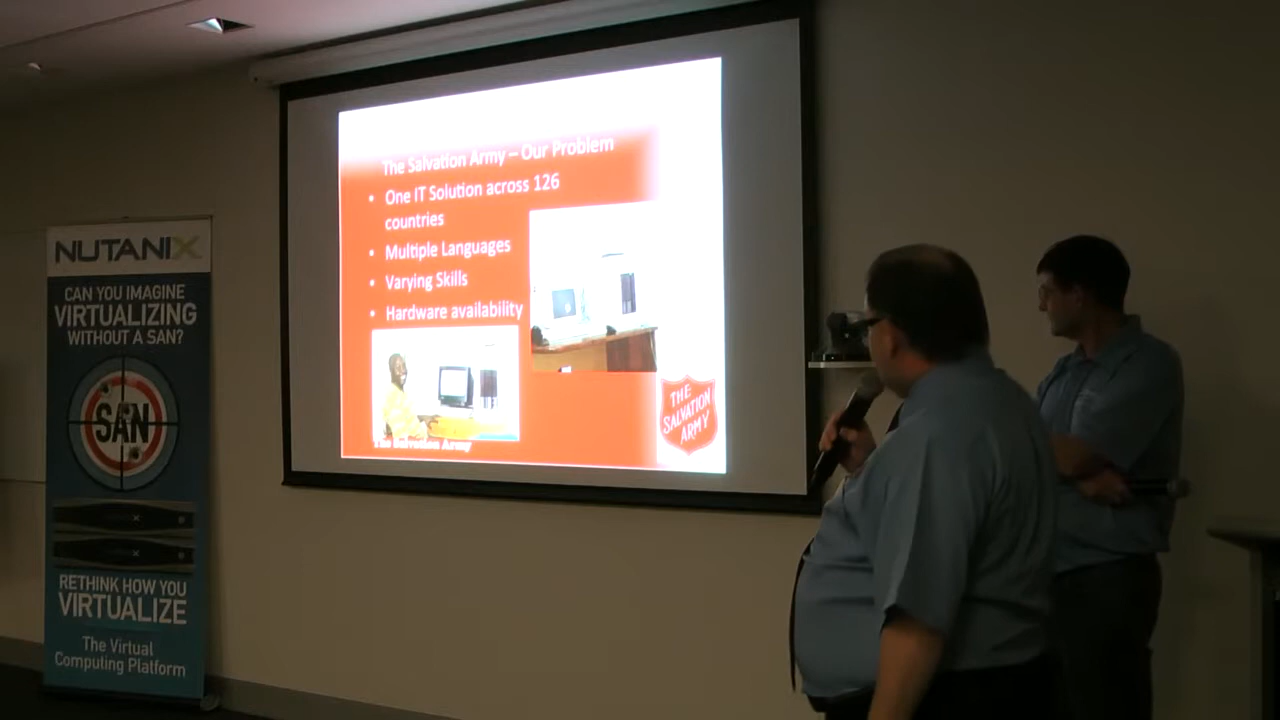 NUTANIX
CAN YOU IMAGINE
VIRTUALIZING
WITHOUT A SAN?
SAN
RETHINK HOW YOU
VIRTUALIZE
The Virtual
Computing Platform
The Salvation Army – Our Problem
• One IT Solution across 126
countries
• Multiple Languages
• Varying Skills
• Hardware availability
The Salvation Army
THE
SALVATION
ARMY